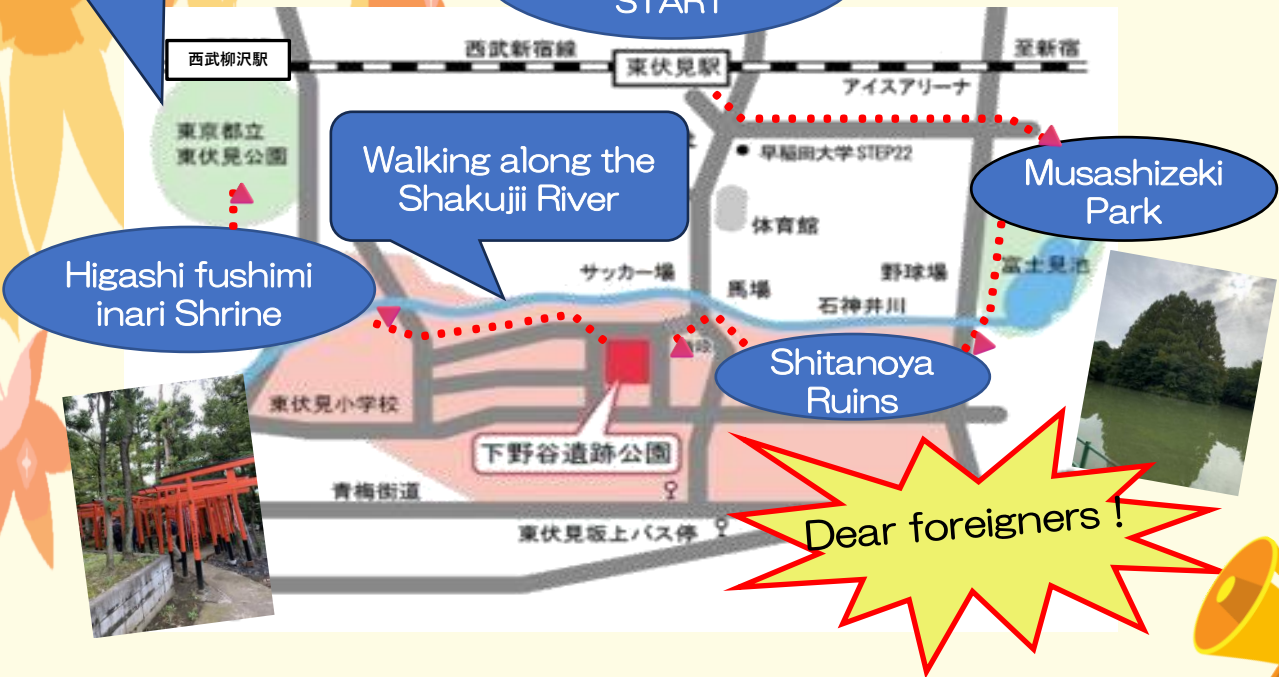 START
西武柳沢駅
西武新宿線
東伏見駅
至新宿
アイスアリーナ
東京都立
東伏見公園
早稲田大学 STEP22
Walking along the
Shakujii River
Musashizeki
Park
体育館
Higashi fushimi
inari Shrine
サッカー場
馬場
野球場
富士見池
石神井川
Shitanoya
Ruins
東伏見小学校
下野谷遺跡公園
青梅街道
東伏見坂上バス停
Dear foreigners！